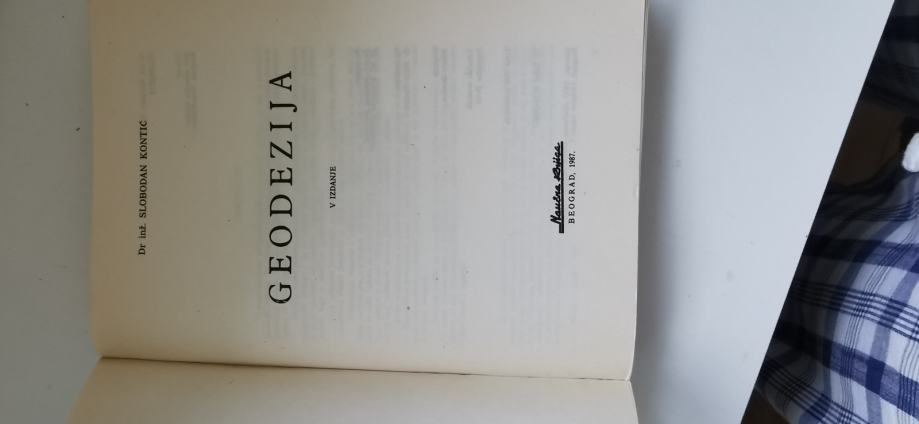 Dr inž. SLOBODAN KONTIĆ
GEODEZIJA
V IZDANJE
Naučna knjiga
BEOGRAD, 1987.